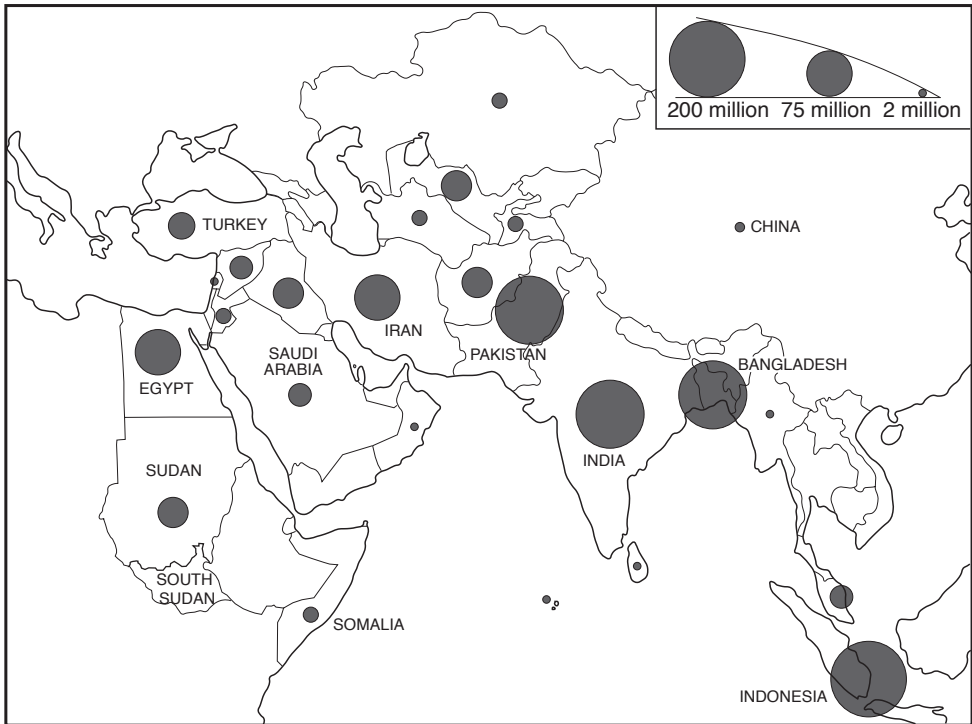 200 million 75 million 2 million
TURKEY
CHINA
IRAN
SAUDI
ARABIA
PAKISTAN
BANGLADESH
EGYPT
INDIA
SUDAN
SOUTH
SUDAN
SOMALIA
INDONESIA